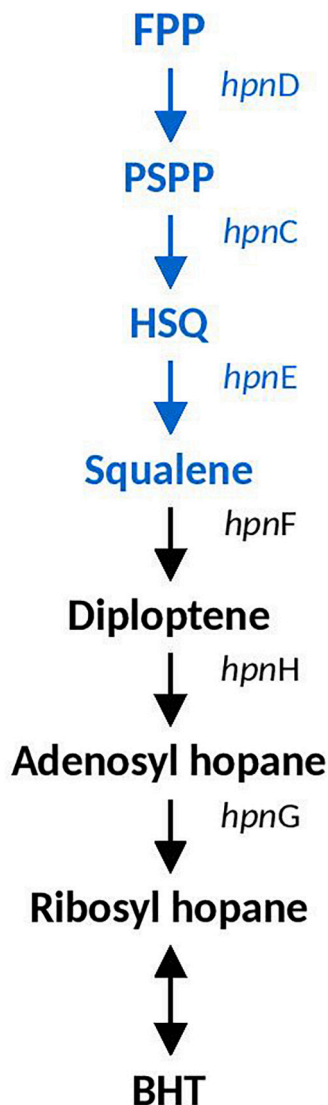 FPP
hpnD
PSPP
hpnC
HSQ
hpnE
Squalene
hpnF
Diploptene
hpnH
Adenosyl hopane
hpnG
Ribosyl hopane
BHT